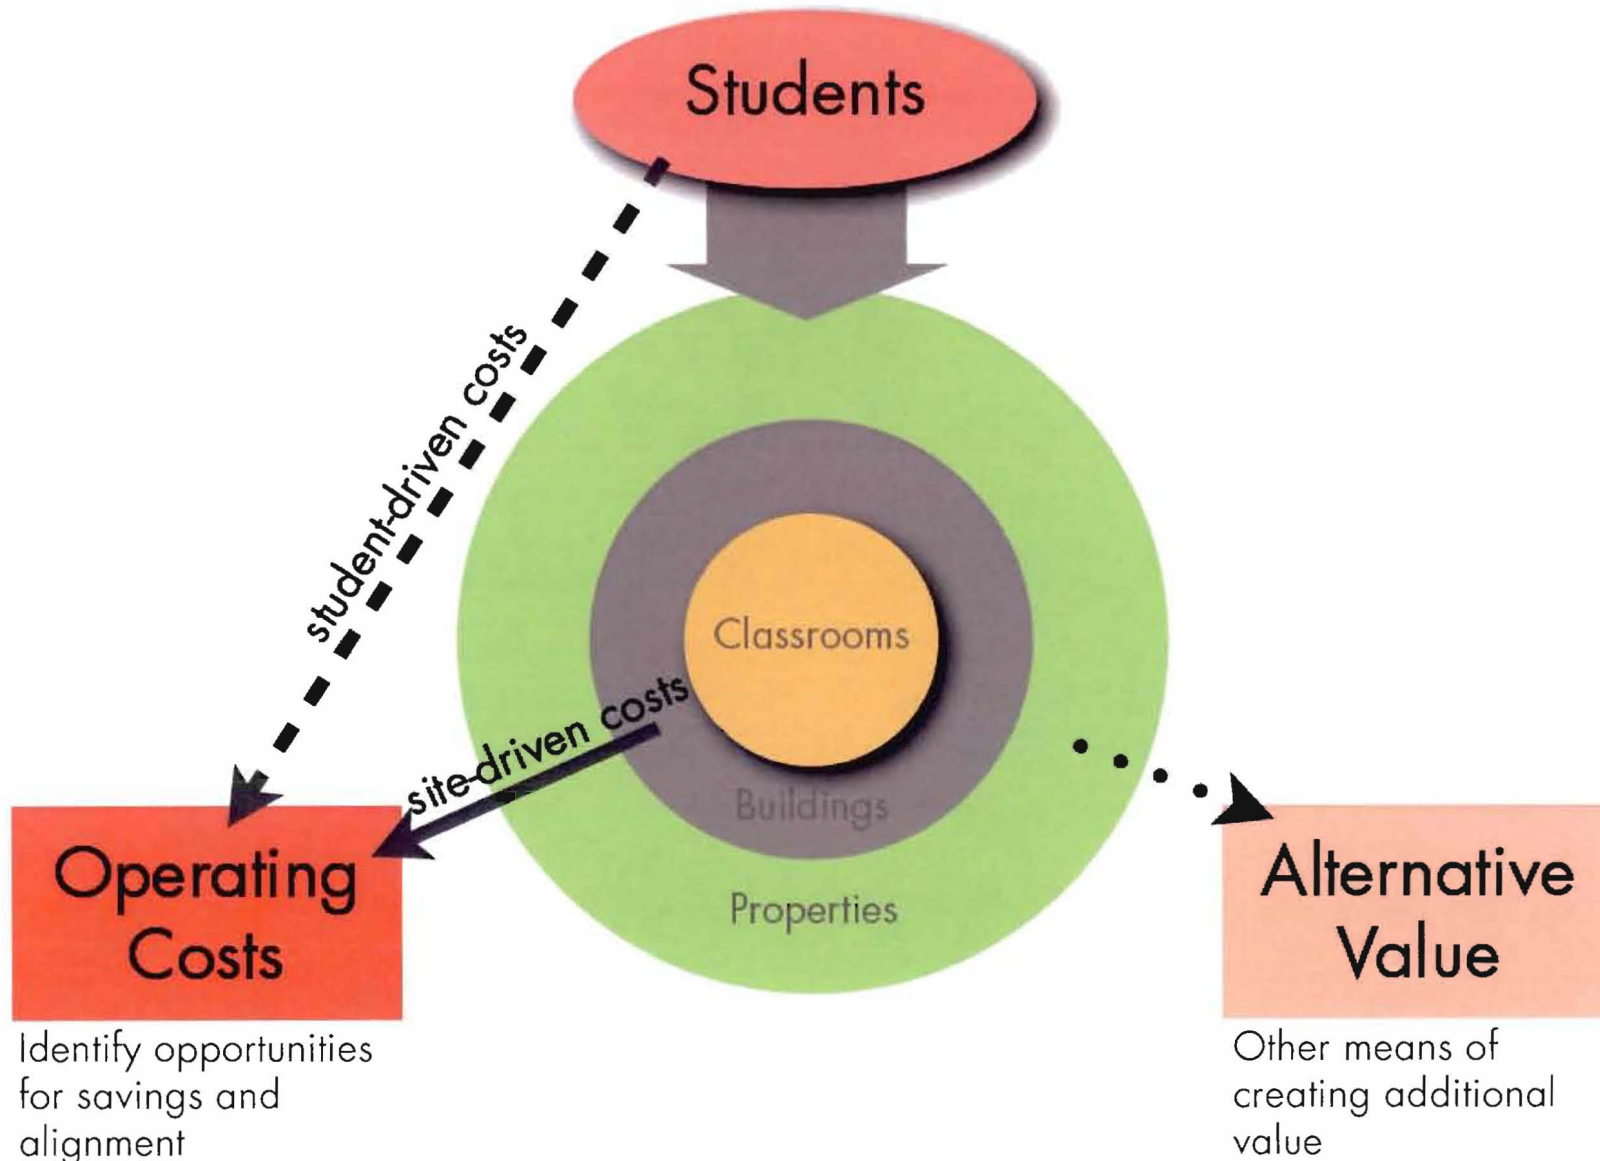 Students
student-driven costs
Classrooms
site-driven costs
Buildings
Properties
Operating
Costs
Identify opportunities
for savings and
alignment
Alternative
Value
Other means of
creating additional
value